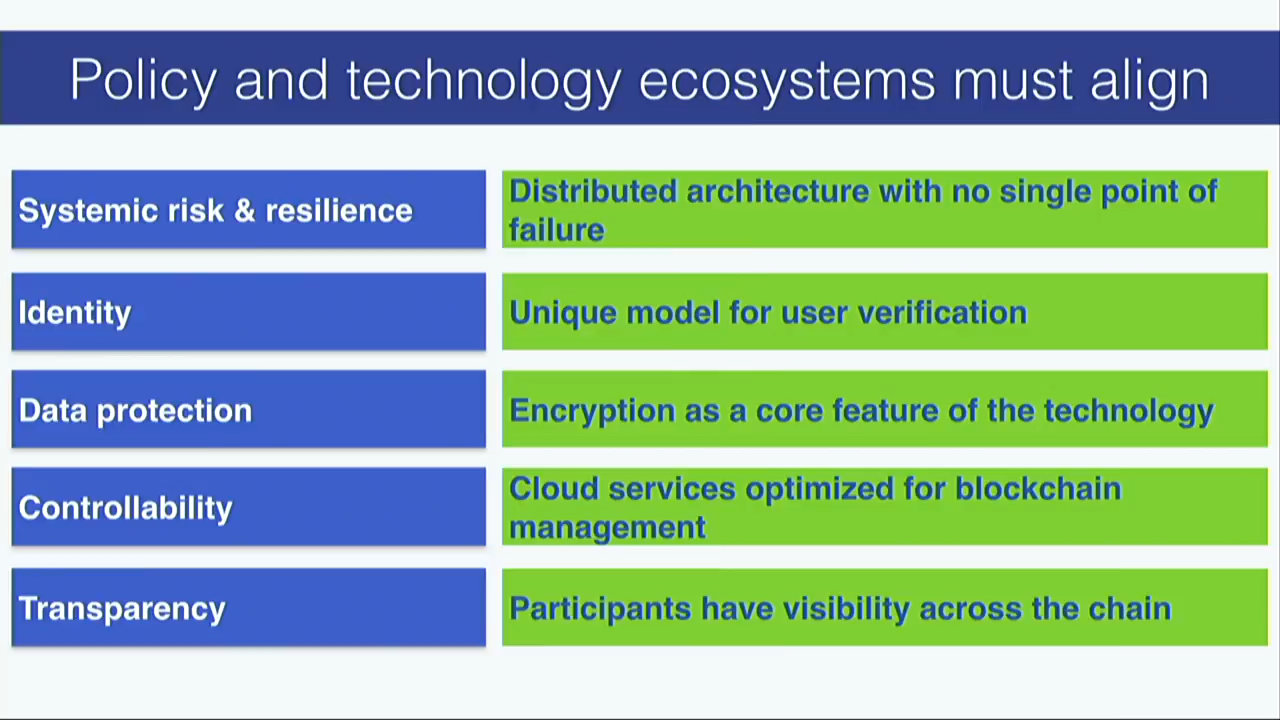 Policy and technology ecosystems must align
Systemic risk & resilience
Distributed architecture with no single point of
failure
Identity
Unique model for user verification
Data protection
Encryption as a core feature of the technology
Controllability
Cloud services optimized for blockchain
management
Transparency
Participants have visibility across the chain